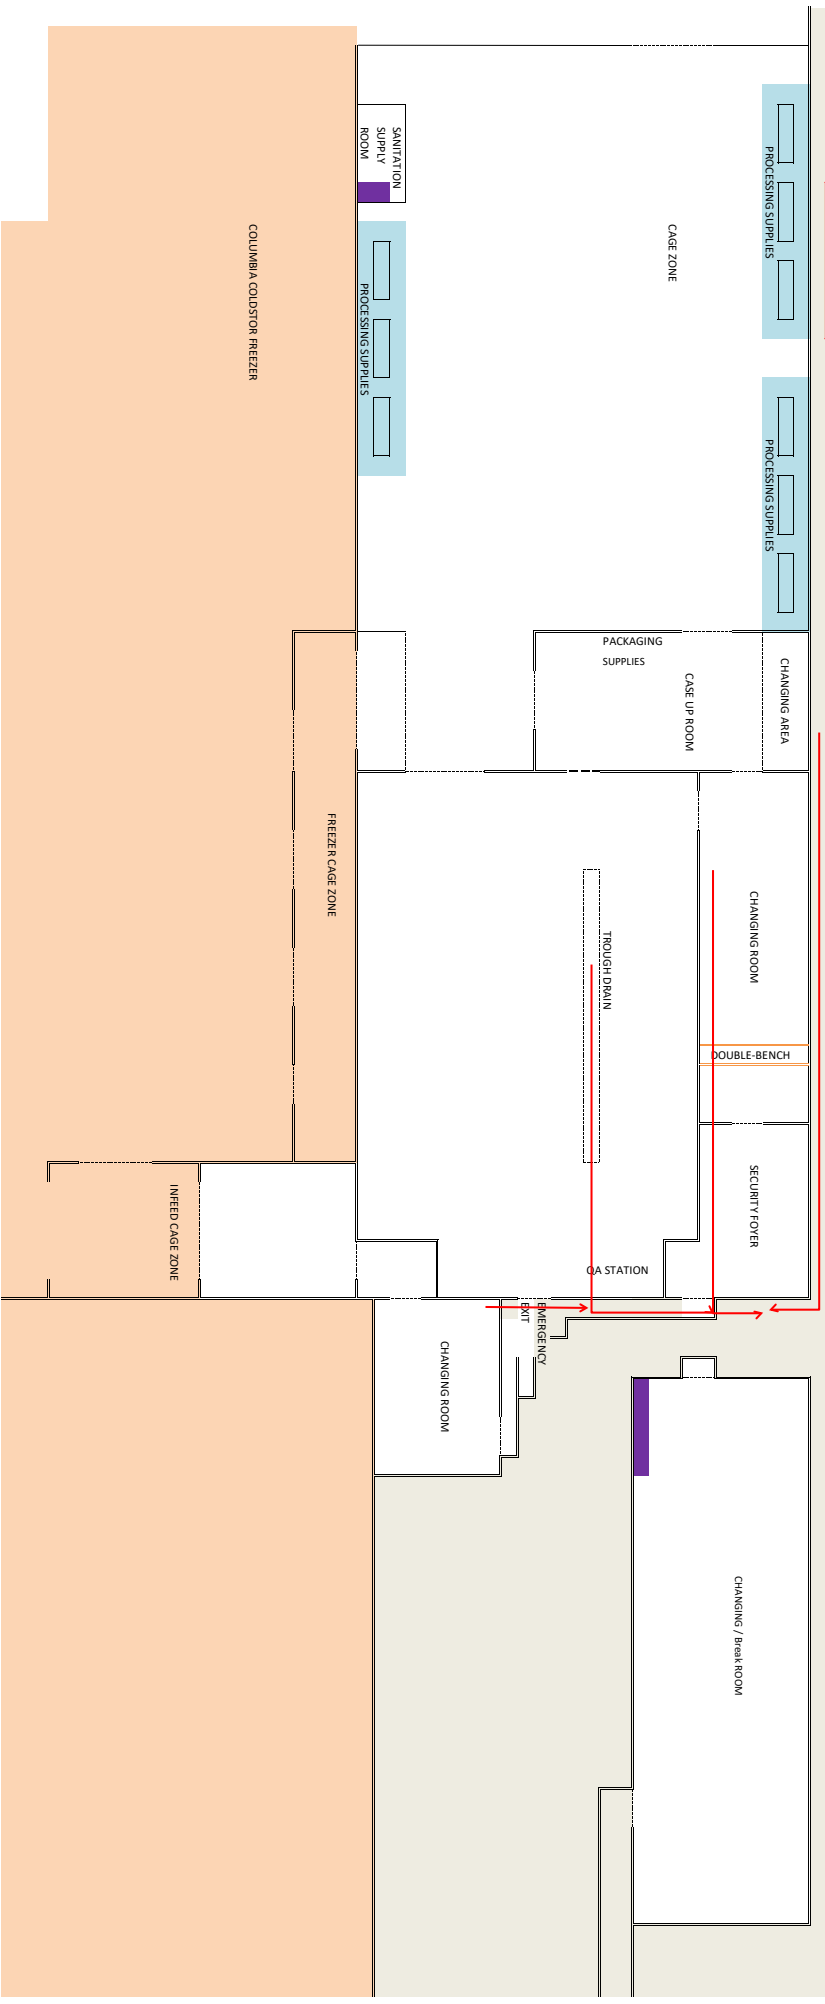 SANITATION
SUPPLY
ROOM
PROCESSING SUPPLIES
COLUMBIA COLDSTOR FREEZER
CAGE ZONE
PROCESSING SUPPLIES
PROCESSING SUPPLIES
PACKAGING
SUPPLIES
CASE UP ROOM
CHANGING AREA
FREEZER CAGE ZONE
TROUGH DRAIN
CHANGING ROOM
DOUBLE-BENCH
SECURITY FOYER
INFEED CAGE ZONE
QA STATION
EMERGENCY
EXIT
CHANGING ROOM
CHANGING / Break ROOM